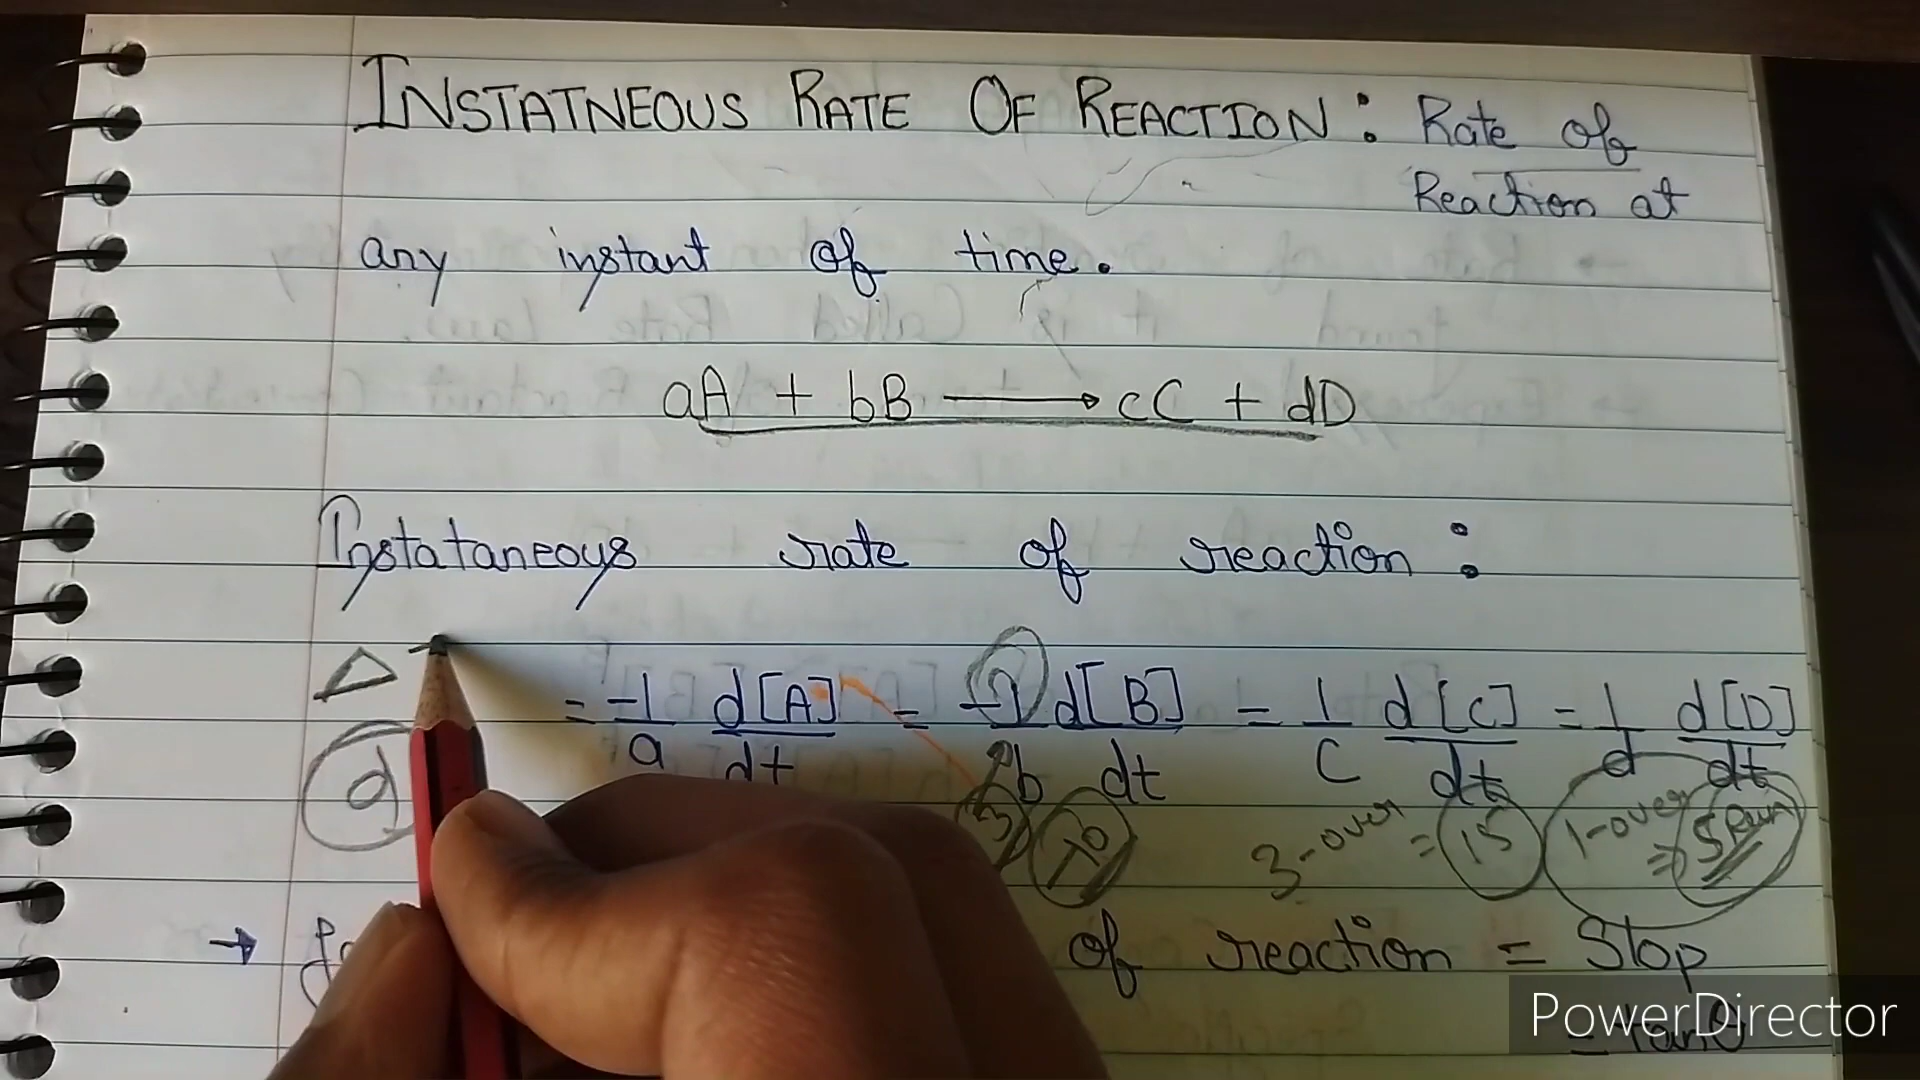 INSTATNEOUS RATE OF REACTION : Rate of
Reaction at
any instant of time.
aA + bB → cC + dD
Instataneous rate of reaction :
Δ
= -1/a d[A]/dt = -1/b d[B]/dt = 1/c d[C]/dt = 1/d d[D]/dt
d
10
3-over = 15
1-over ⇒ 5 Run
→ of reaction = Slop
= tanθ
PowerDirector